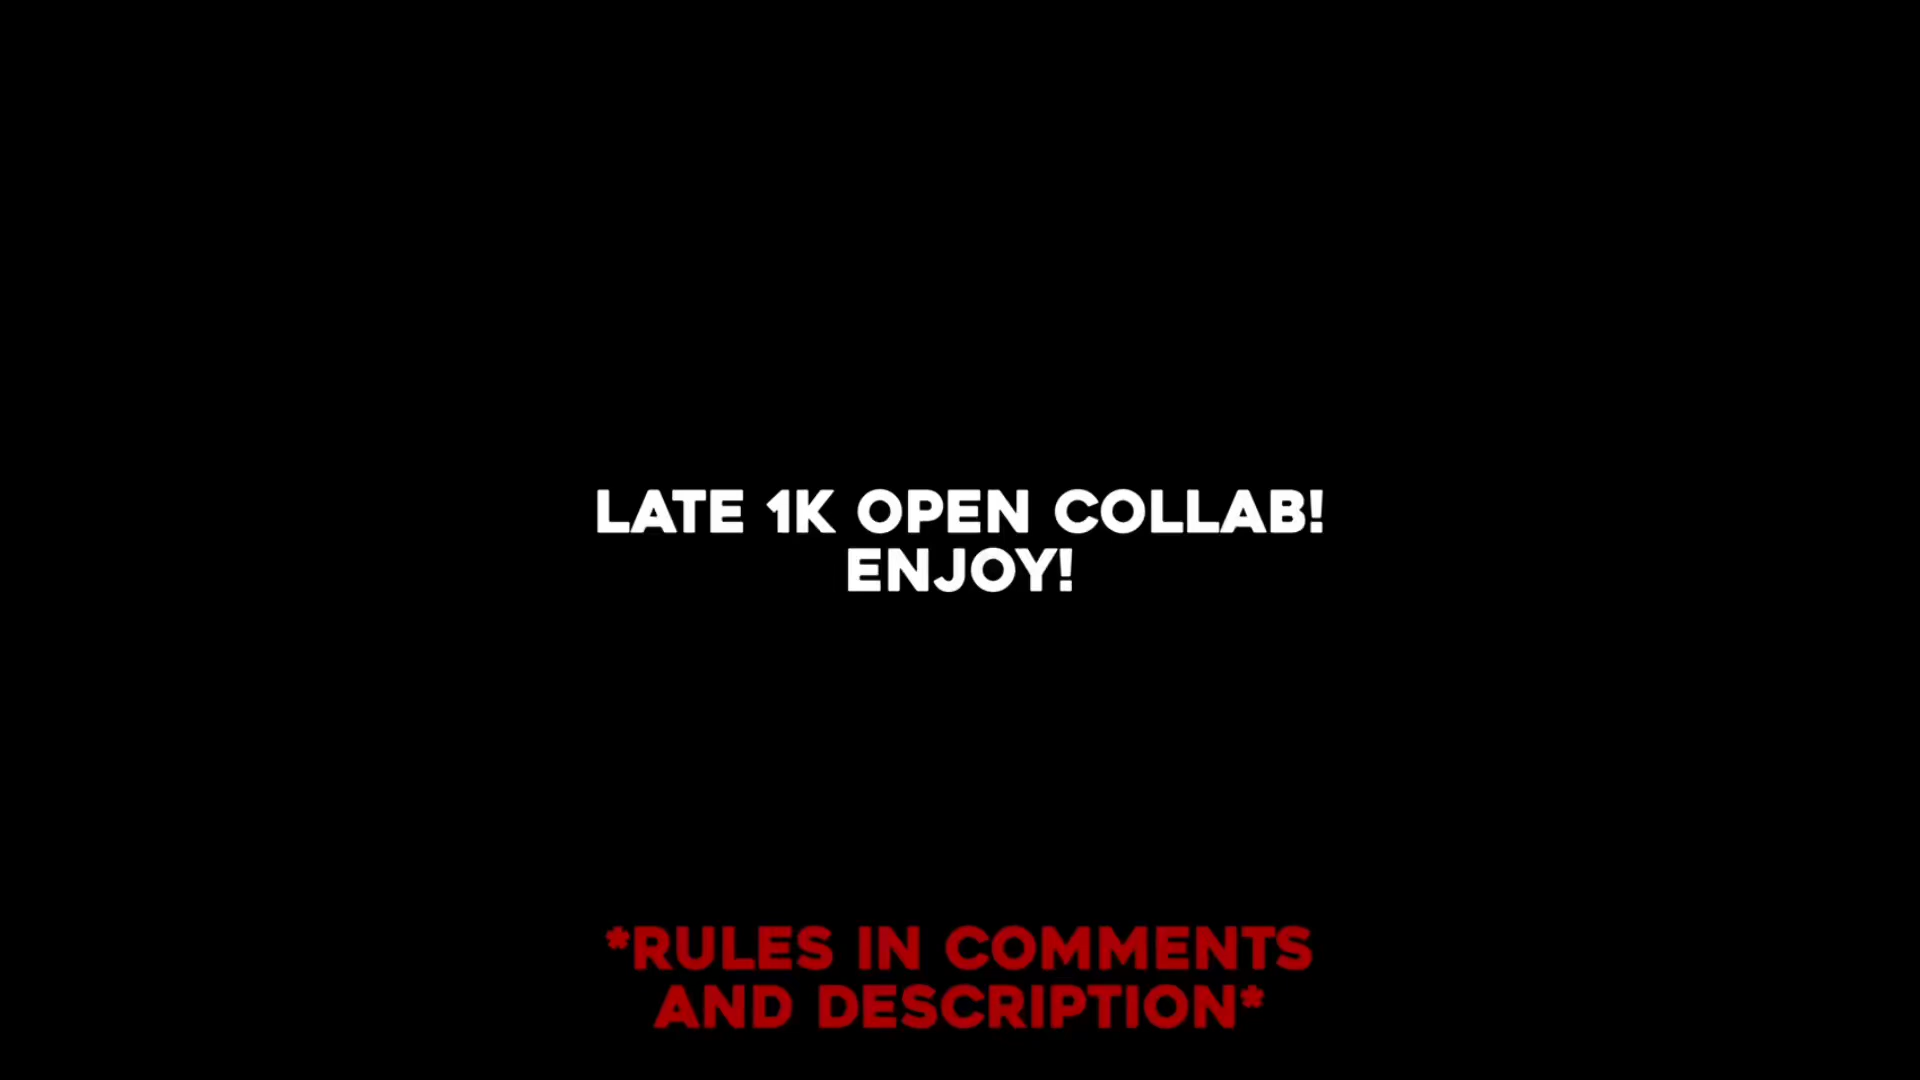 LATE 1K OPEN COLLAB!
ENJOY!
*RULES IN COMMENTS
AND DESCRIPTION*